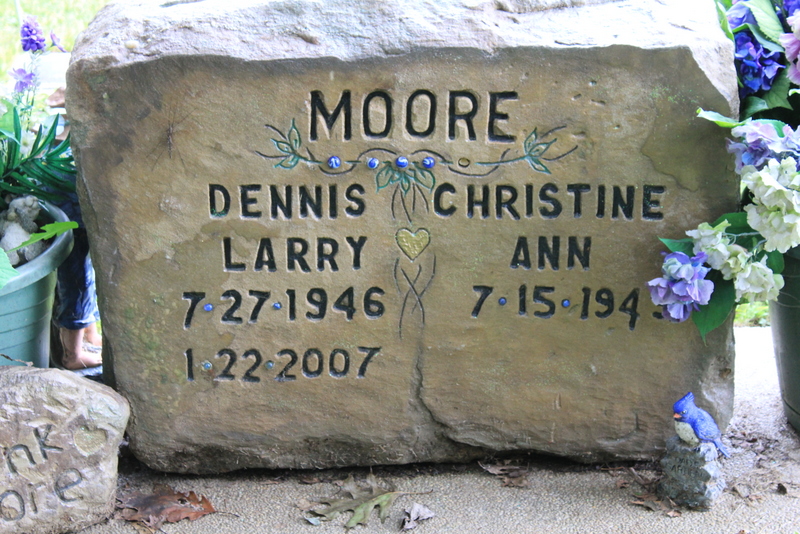 MOORE
DENNIS CHRISTINE
LARRY ANN
7·27·1946 7·15·194
1·22·2007